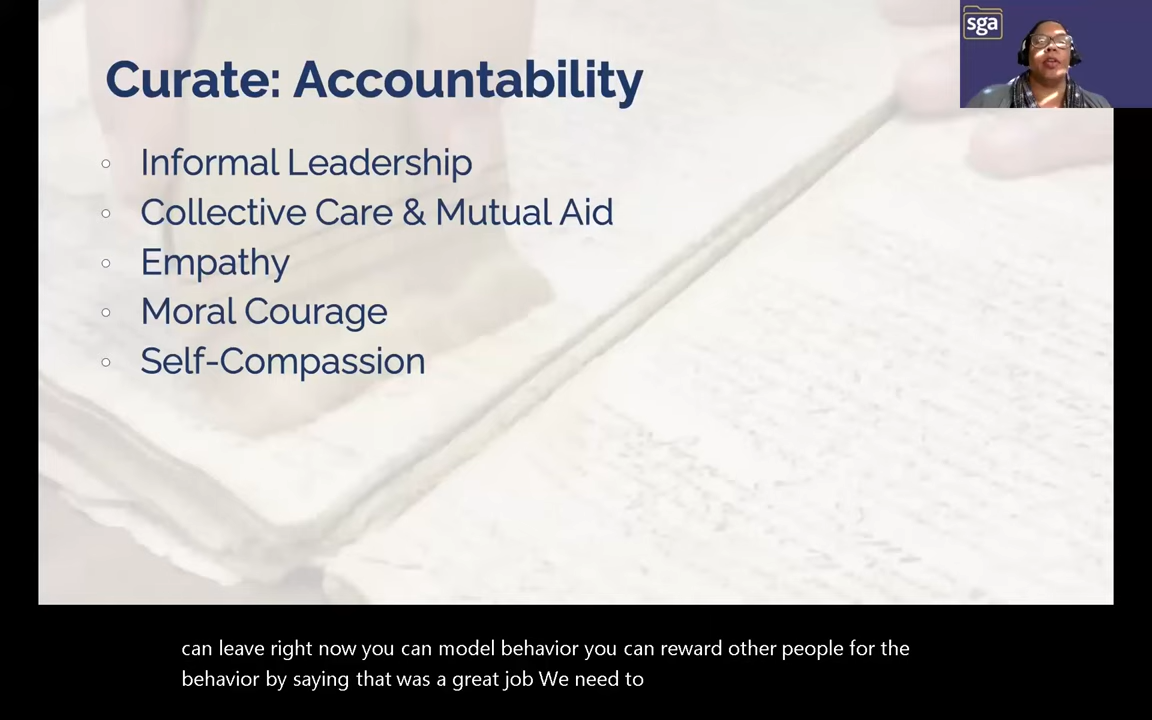 Curate: Accountability
sga
Informal Leadership
Collective Care & Mutual Aid
Empathy
Moral Courage
Self-Compassion
can leave right now you can model behavior you can reward other people for the
behavior by saying that was a great job We need to